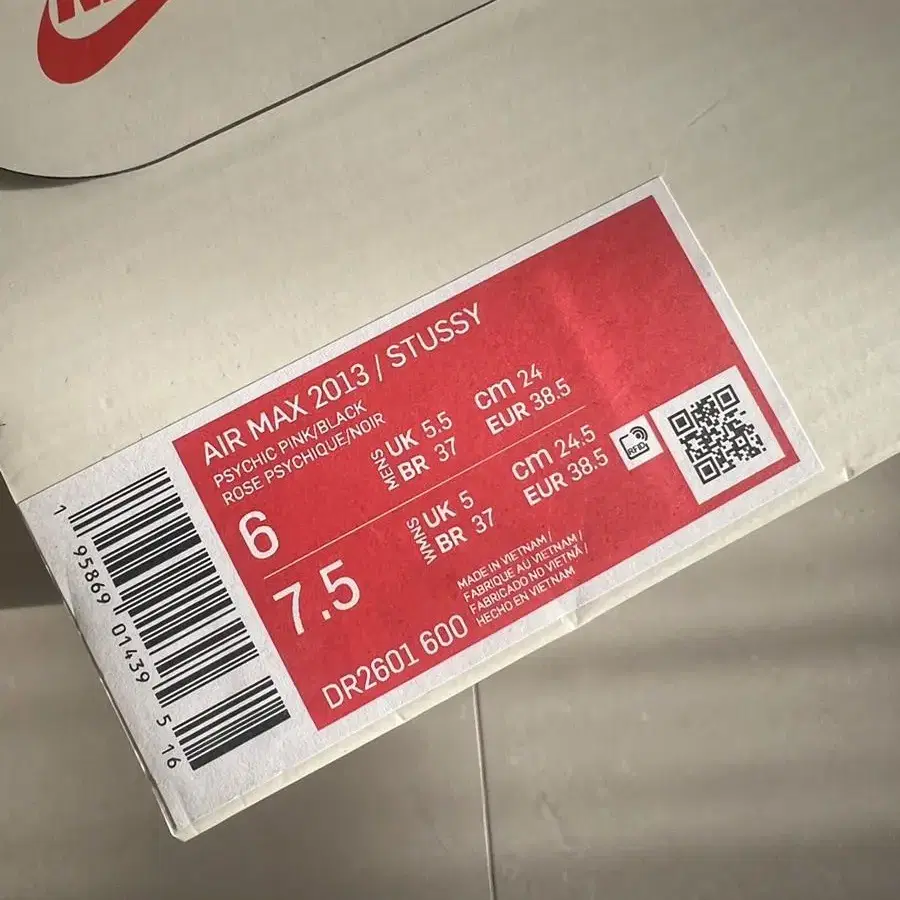 AIR MAX 2013 / STUSSY
PSYCHIC PINK/BLACK
ROSE PSYCHIQUE/NOIR
6
MENS
UK 5.5
BR 37
cm 24
EUR 38.5
7.5
WMNS
UK 5
BR 37
cm 24.5
EUR 38.5
RFID
DR2601 600
MADE IN VIETNAM /
FABRIQUE AU VIETNAM /
FABRICADO NO VIETNÃ /
HECHO EN VIETNAM
1 95869 01439 5 16